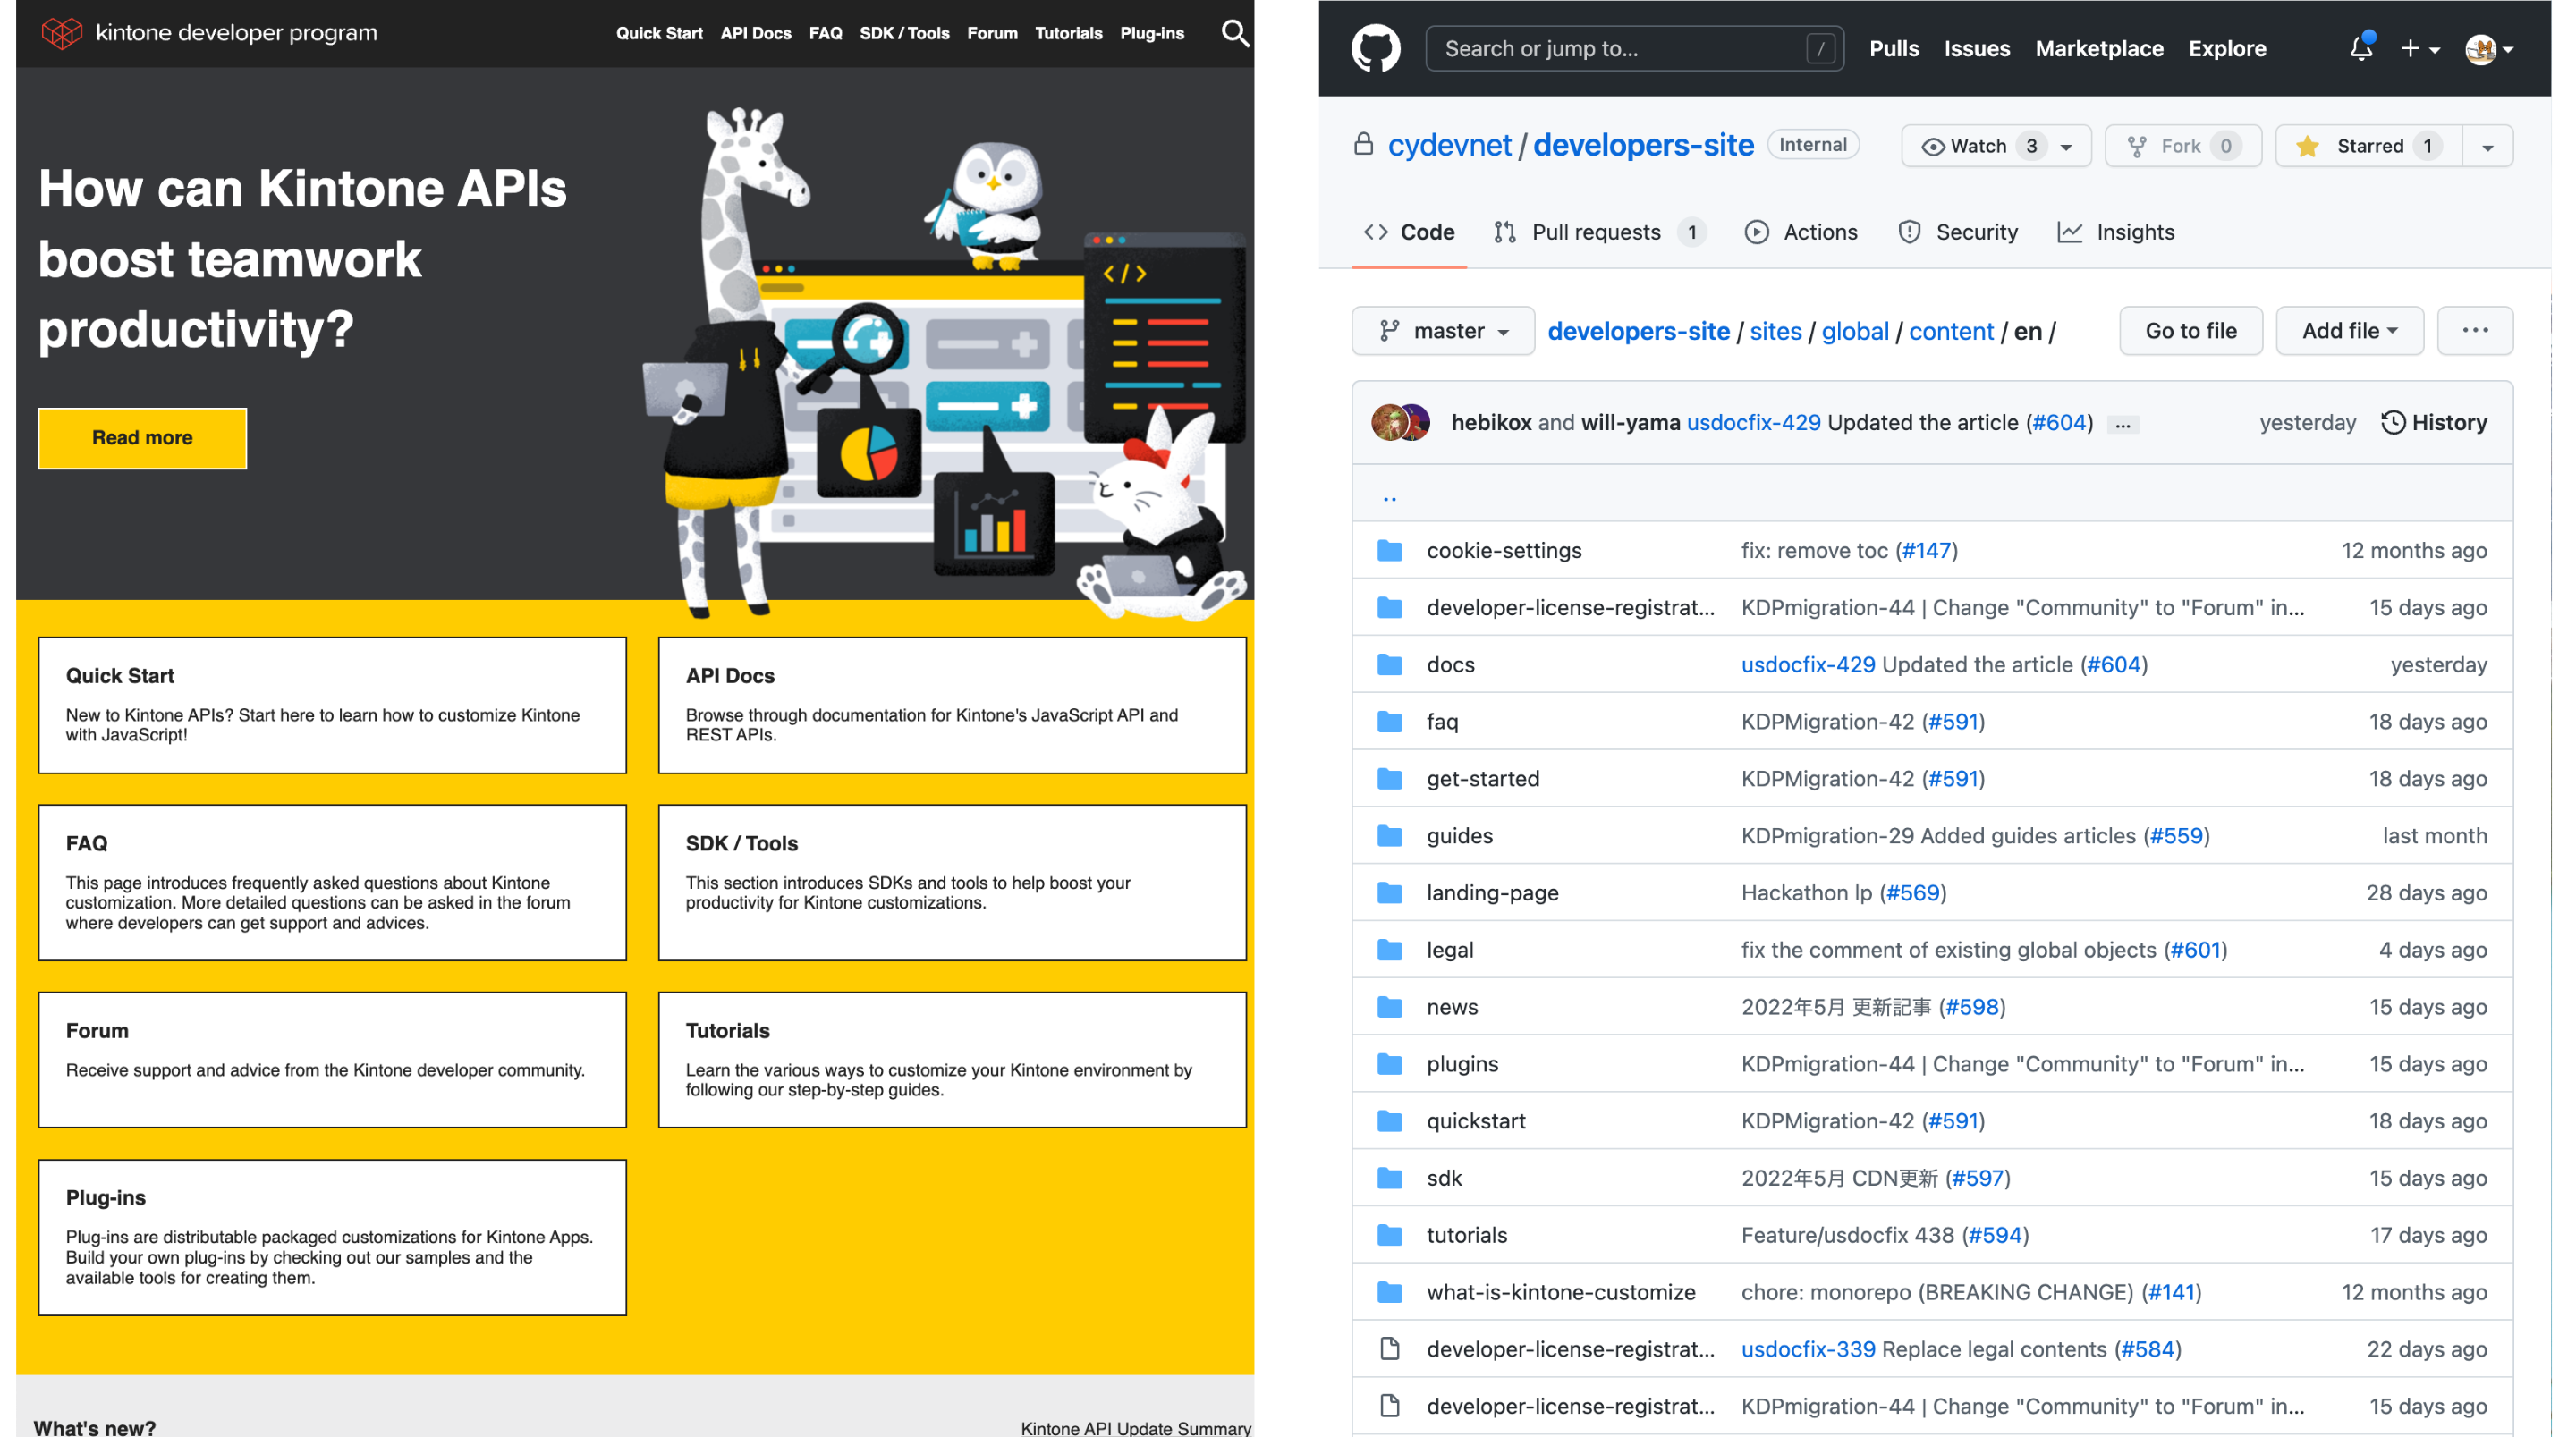 kintone developer program
Quick Start API Docs FAQ SDK / Tools Forum Tutorials Plug-ins
How can Kintone APIs
boost teamwork
productivity?
Read more
</>
Quick Start
New to Kintone APIs? Start here to learn how to customize Kintone
with JavaScript!
API Docs
Browse through documentation for Kintone's JavaScript API and
REST APIs.
FAQ
This page introduces frequently asked questions about Kintone
customization. More detailed questions can be asked in the forum
where developers can get support and advices.
SDK / Tools
This section introduces SDKs and tools to help boost your
productivity for Kintone customizations.
Forum
Receive support and advice from the Kintone developer community.
Tutorials
Learn the various ways to customize your Kintone environment by
following our step-by-step guides.
Plug-ins
Plug-ins are distributable packaged customizations for Kintone Apps.
Build your own plug-ins by checking out our samples and the
available tools for creating them.
What's new?
Kintone API Update Summary
Search or jump to... / Pulls Issues Marketplace Explore
cydevnet / developers-site Internal Watch 3 Fork 0 Starred 1
Code Pull requests 1 Actions Security Insights
master developers-site / sites / global / content / en / Go to file Add file ...
hebikox and will-yama usdocfix-429 Updated the article (#604) ... yesterday History
..
cookie-settings fix: remove toc (#147) 12 months ago
developer-license-registrat... KDPmigration-44 | Change "Community" to "Forum" in... 15 days ago
docs usdocfix-429 Updated the article (#604) yesterday
faq KDPMigration-42 (#591) 18 days ago
get-started KDPMigration-42 (#591) 18 days ago
guides KDPmigration-29 Added guides articles (#559) last month
landing-page Hackathon lp (#569) 28 days ago
legal fix the comment of existing global objects (#601) 4 days ago
news 2022年5月 更新記事 (#598) 15 days ago
plugins KDPmigration-44 | Change "Community" to "Forum" in... 15 days ago
quickstart KDPMigration-42 (#591) 18 days ago
sdk 2022年5月 CDN更新 (#597) 15 days ago
tutorials Feature/usdocfix 438 (#594) 17 days ago
what-is-kintone-customize chore: monorepo (BREAKING CHANGE) (#141) 12 months ago
developer-license-registrat... usdocfix-339 Replace legal contents (#584) 22 days ago
developer-license-registrat... KDPmigration-44 | Change "Community" to "Forum" in... 15 days ago